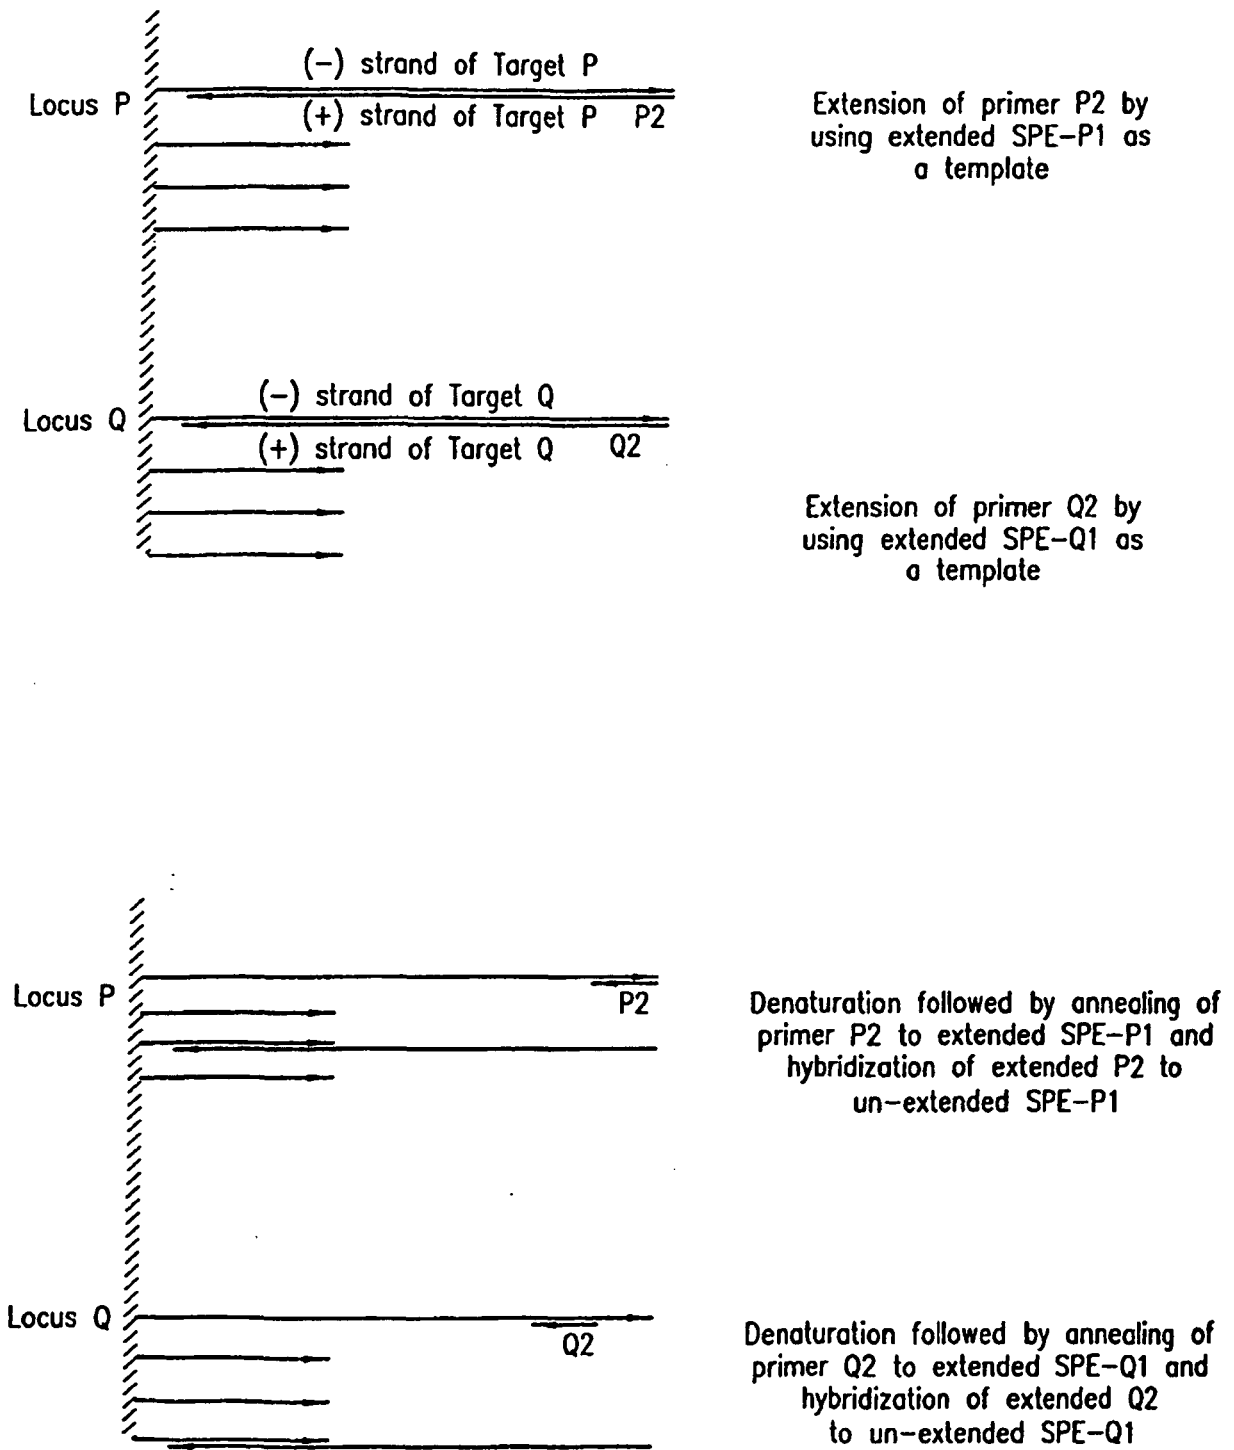 (-) strand of Target P
Locus P
(+) strand of Target P P2
Extension of primer P2 by
using extended SPE-P1 as
a template
(-) strand of Target Q
Locus Q
(+) strand of Target Q Q2
Extension of primer Q2 by
using extended SPE-Q1 as
a template
Locus P
P2
Denaturation followed by annealing of
primer P2 to extended SPE-P1 and
hybridization of extended P2 to
un-extended SPE-P1
Locus Q
Q2
Denaturation followed by annealing of
primer Q2 to extended SPE-Q1 and
hybridization of extended Q2
to un-extended SPE-Q1